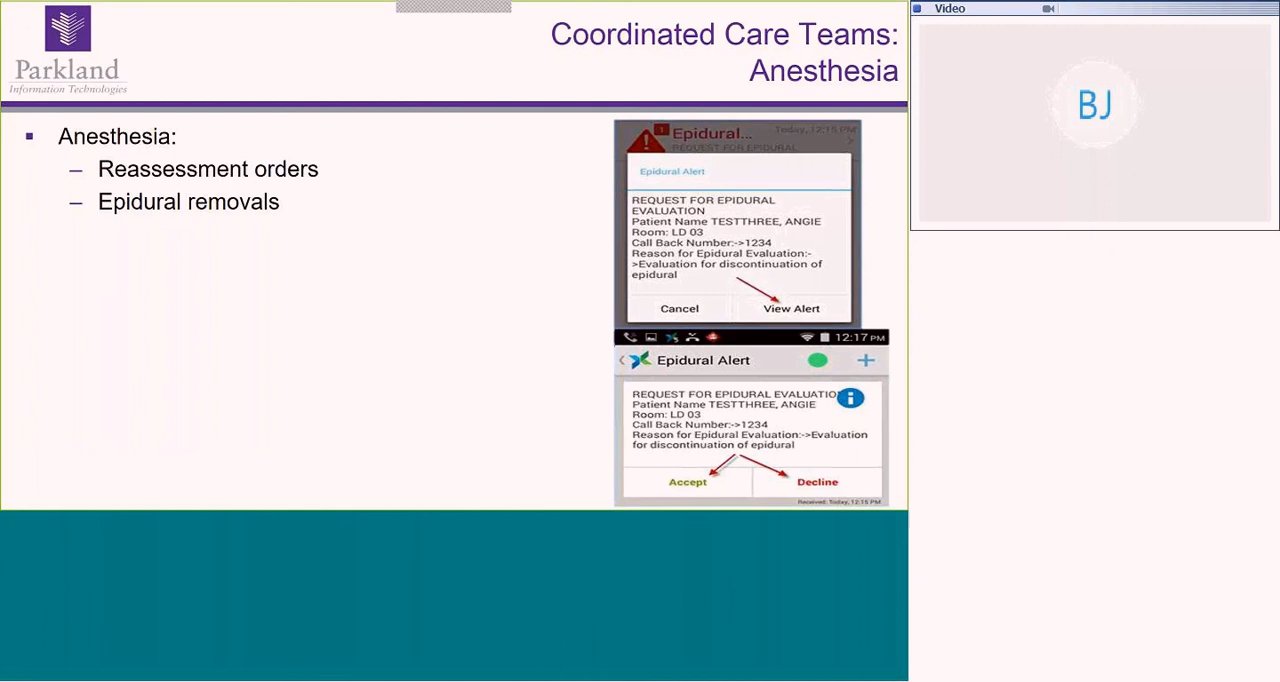 Parkland
Information Technologies
Coordinated Care Teams:
Anesthesia
▪ Anesthesia:
– Reassessment orders
– Epidural removals
1
Epidural...
Today, 12:15 PM
REQUEST FOR EPIDURAL
Epidural Alert
REQUEST FOR EPIDURAL
EVALUATION
Patient Name TESTTHREE, ANGIE
Room: LD 03
Call Back Number:->1234
Reason for Epidural Evaluation:-
>Evaluation for discontinuation of
epidural
Cancel
View Alert
12:17 PM
Epidural Alert
REQUEST FOR EPIDURAL EVALUATIO
Patient Name TESTTHREE, ANGIE
Room: LD 03
Call Back Number:->1234
Reason for Epidural Evaluation:->Evaluation
for discontinuation of epidural
Accept
Decline
Received: Today, 12:15 PM
Video
BJ